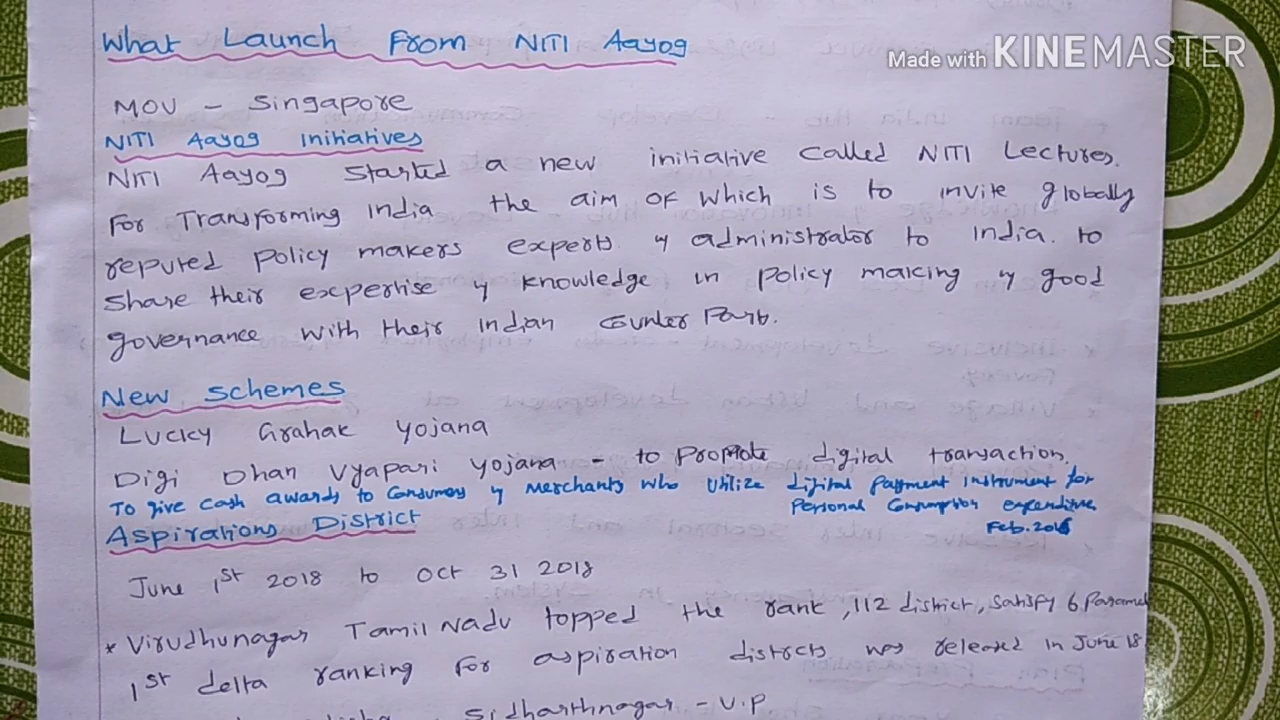 What Launch From NITI Aayog
Made with KINEMASTER
MOU - Singapore
NITI Aayog Initiatives
NITI Aayog Started a new initiative called NITI Lectures.
For Transforming India the aim of which is to invite globally
reputed policy makers experts & administrator to India. to
Share their expertise & knowledge in policy making & good
governance with their Indian Counter Parts.
New Schemes
Lucky Grahak Yojana
Digi Dhan Vyapari Yojana - to Promote digital transaction.
To give cash awards to Consumers & Merchants who utilize digital payment instrument for
Personal Consumption expenditure
Feb. 2016
Aspirations District
June 1st 2018 to Oct 31 2018
* Virudhunagar Tamil Nadu topped the rank, 112 district, Satisfy 6 Paramet
1st delta ranking for aspiration districts was released in June 18
Sidharthnagar - U.P